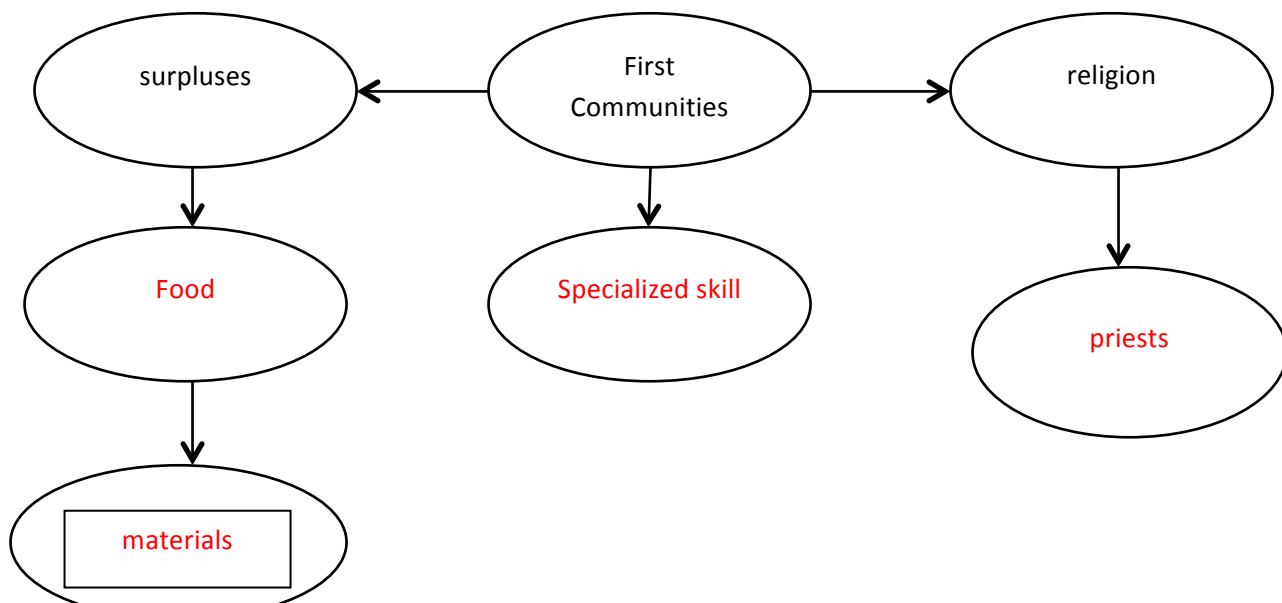 surpluses
First
Communities
religion
Food
Specialized skill
priests
materials